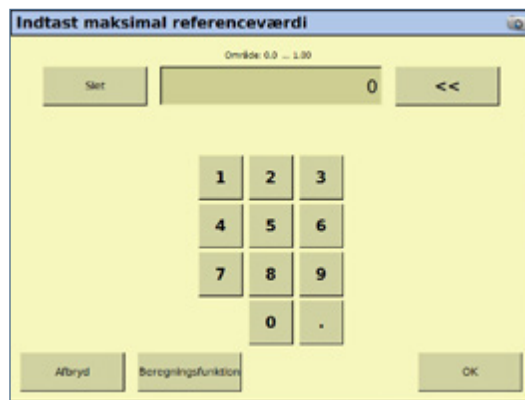 Indtast maksimal referenceværdi
Område: 0.0 ... 1.00
Slet 0 <<
1 2 3
4 5 6
7 8 9
0 .
Afbryd Beregningsfunktion OK